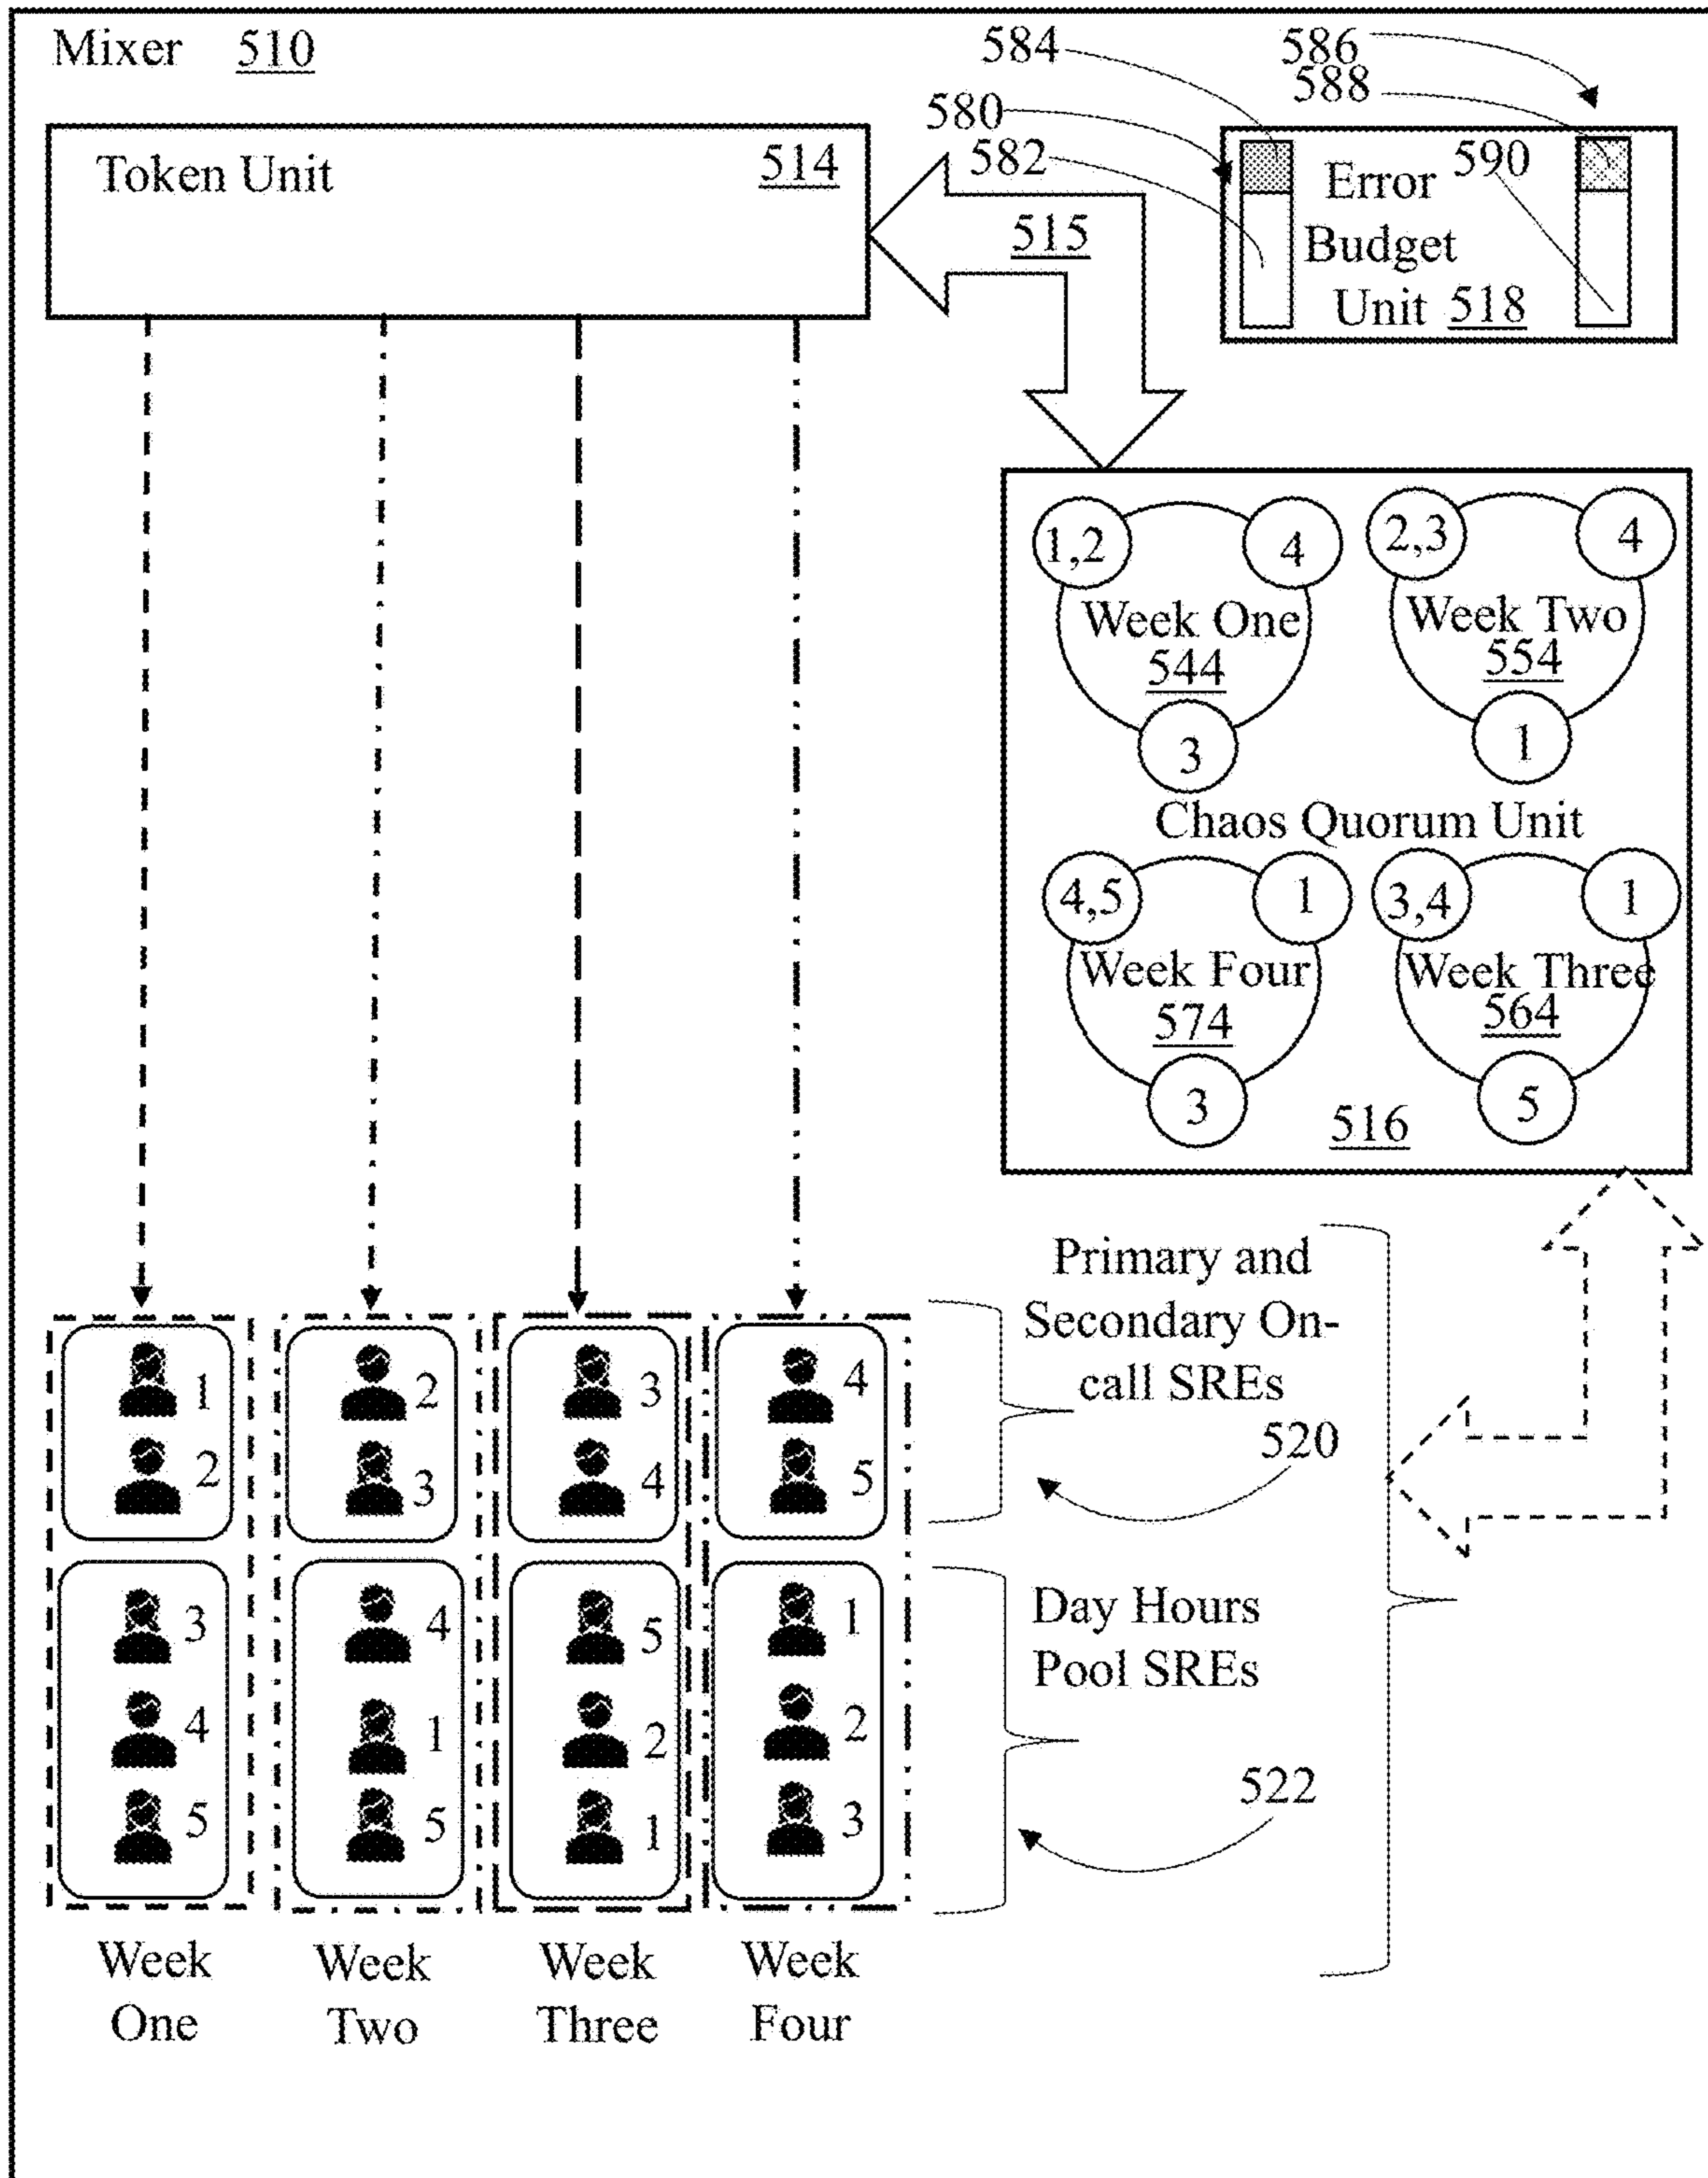 Mixer 510
584
586
588
580
582
Token Unit 514
515
Error 590
Budget
Unit 518
1,2
4
Week One
544
3
2,3
4
Week Two
554
1
Chaos Quorum Unit
4,5
1
Week Four
574
3
3,4
1
Week Three
564
5
516
Primary and
Secondary On-
call SREs
520
1
2
2
3
3
4
4
5
Day Hours
Pool SREs
522
3
4
5
4
1
5
5
2
1
1
2
3
Week
One
Week
Two
Week
Three
Week
Four